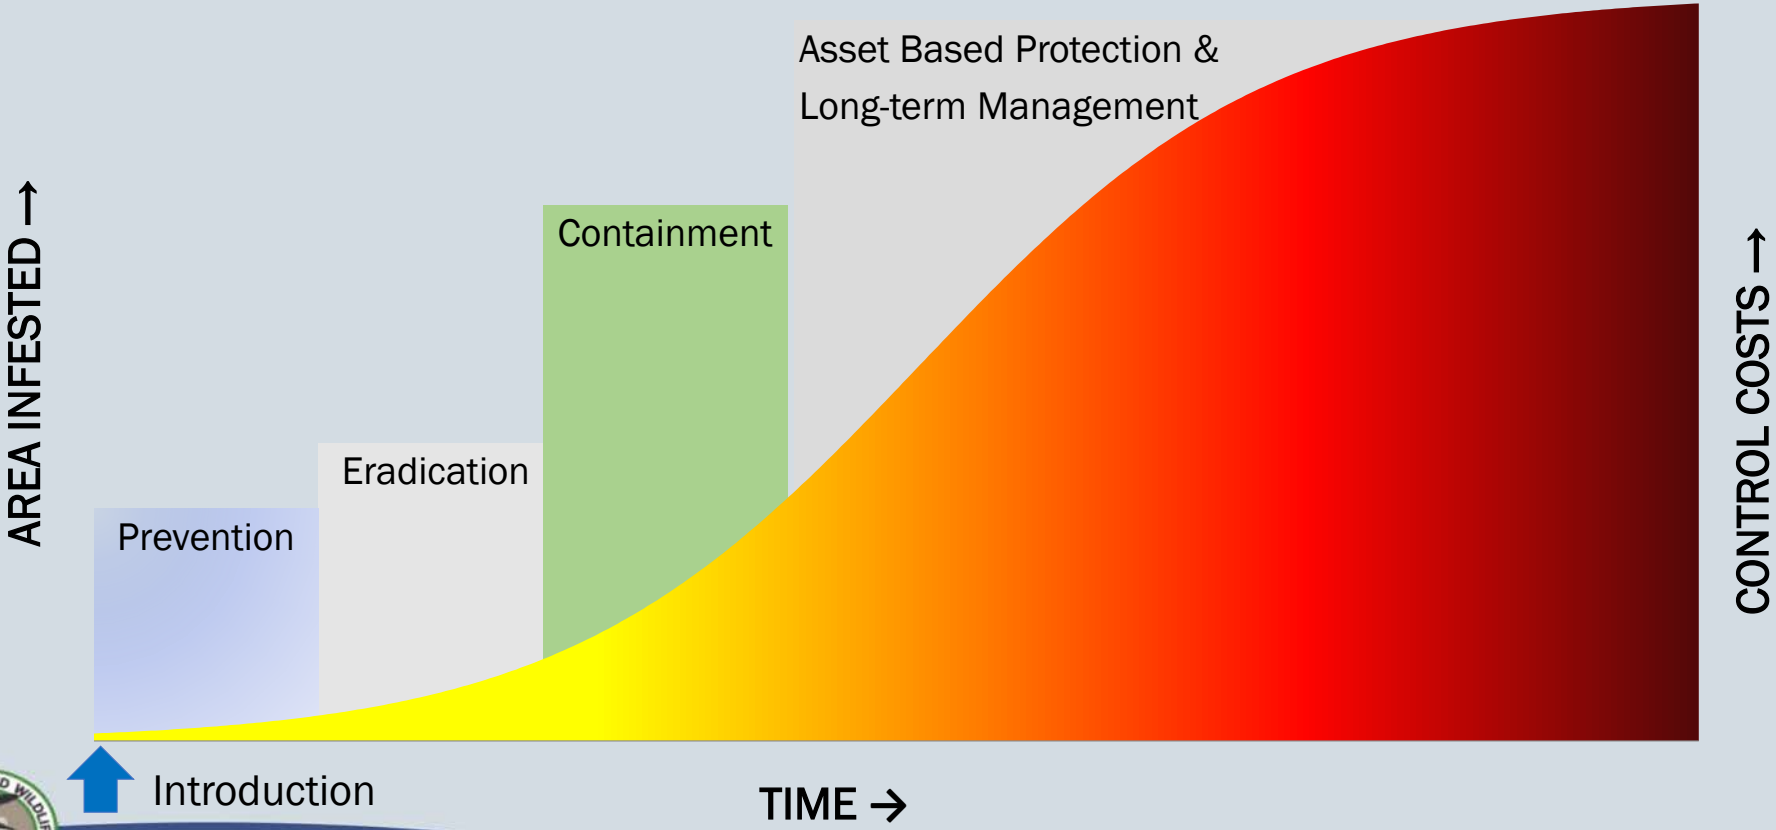 Asset Based Protection &
Long-term Management
Containment
Eradication
Prevention
AREA INFESTED →
CONTROL COSTS →
Introduction
TIME →